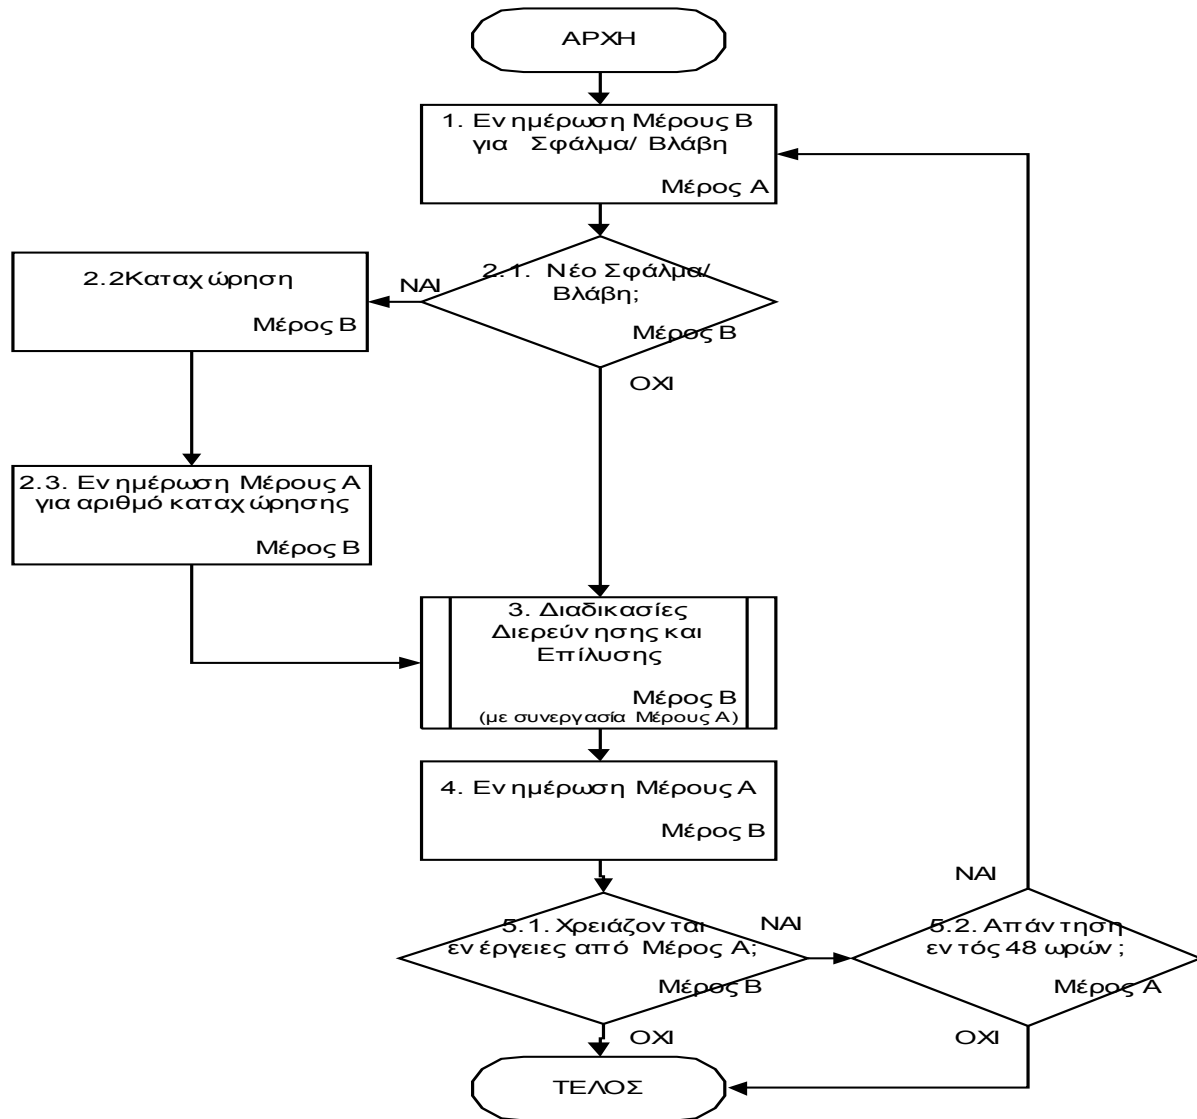 ΑΡΧΗ
1. Ενημέρωση Μέρους Β
για Σφάλμα/ Βλάβη
Μέρος Α
2.1. Νέο Σφάλμα/
Βλάβη;
Μέρος Β
ΝΑΙ
ΟΧΙ
2.2Καταχώρηση
Μέρος Β
2.3. Ενημέρωση Μέρους Α
για αριθμό καταχώρησης
Μέρος Β
3. Διαδικασίες
Διερεύνησης και
Επίλυσης
Μέρος Β
(με συνεργασία Μέρους Α)
4. Ενημέρωση Μέρους Α
Μέρος Β
5.1. Χρειάζονται
ενέργειες από Μέρος Α;
Μέρος Β
ΝΑΙ
ΟΧΙ
5.2. Απάντηση
εντός 48 ωρών;
Μέρος Α
ΝΑΙ
ΟΧΙ
ΤΕΛΟΣ